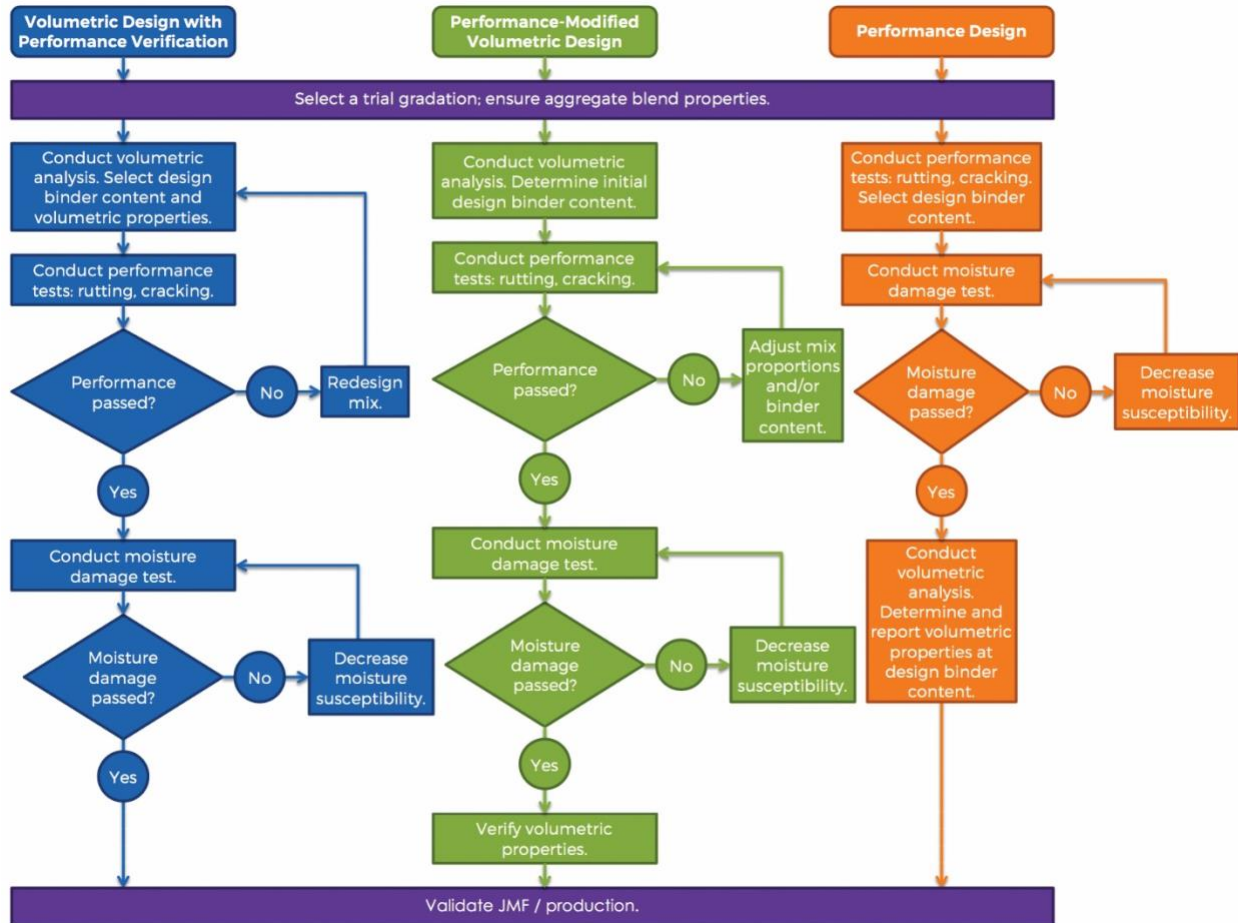 Volumetric Design with
Performance Verification
Performance-Modified
Volumetric Design
Performance Design
Select a trial gradation; ensure aggregate blend properties.
Conduct volumetric
analysis. Select design
binder content and
volumetric properties.
Conduct performance
tests: rutting, cracking.
Performance
passed?
No
Redesign
mix.
Yes
Conduct moisture
damage test.
Moisture
damage
passed?
No
Decrease
moisture
susceptibility.
Yes
Conduct volumetric
analysis. Determine initial
design binder content.
Conduct performance
tests: rutting, cracking.
Performance
passed?
No
Adjust mix
proportions
and/or
binder
content.
Yes
Conduct moisture
damage test.
Moisture
damage
passed?
No
Decrease
moisture
susceptibility.
Yes
Verify volumetric
properties.
Conduct performance
tests: rutting, cracking.
Select design binder
content.
Conduct moisture
damage test.
Moisture
damage
passed?
No
Decrease
moisture
susceptibility.
Yes
Conduct
volumetric
analysis.
Determine and
report volumetric
properties at
design binder
content.
Validate JMF / production.